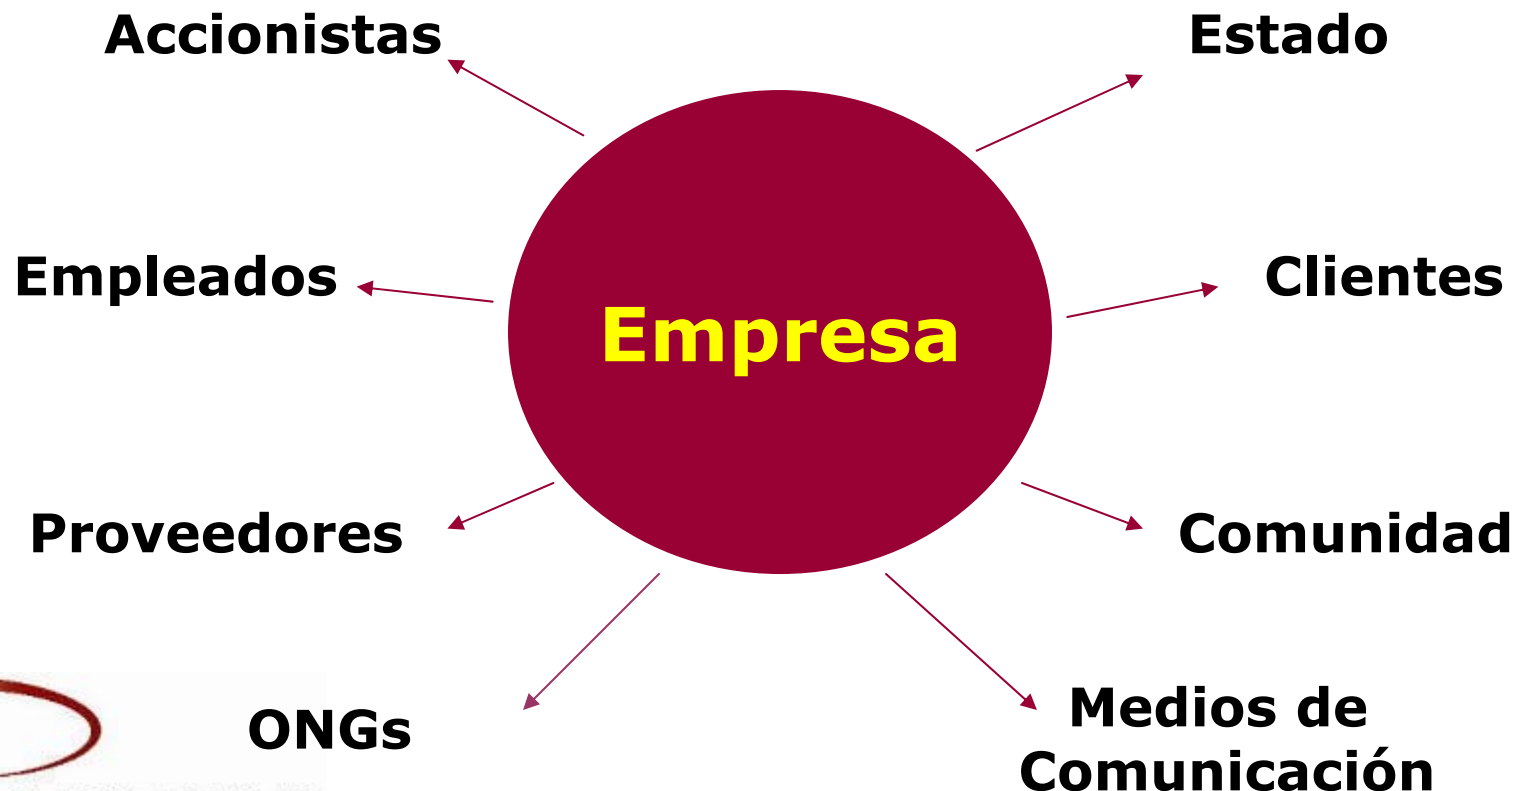 Accionistas
Estado
Empleados
Clientes
Empresa
Proveedores
Comunidad
ONGs
Medios de
Comunicación